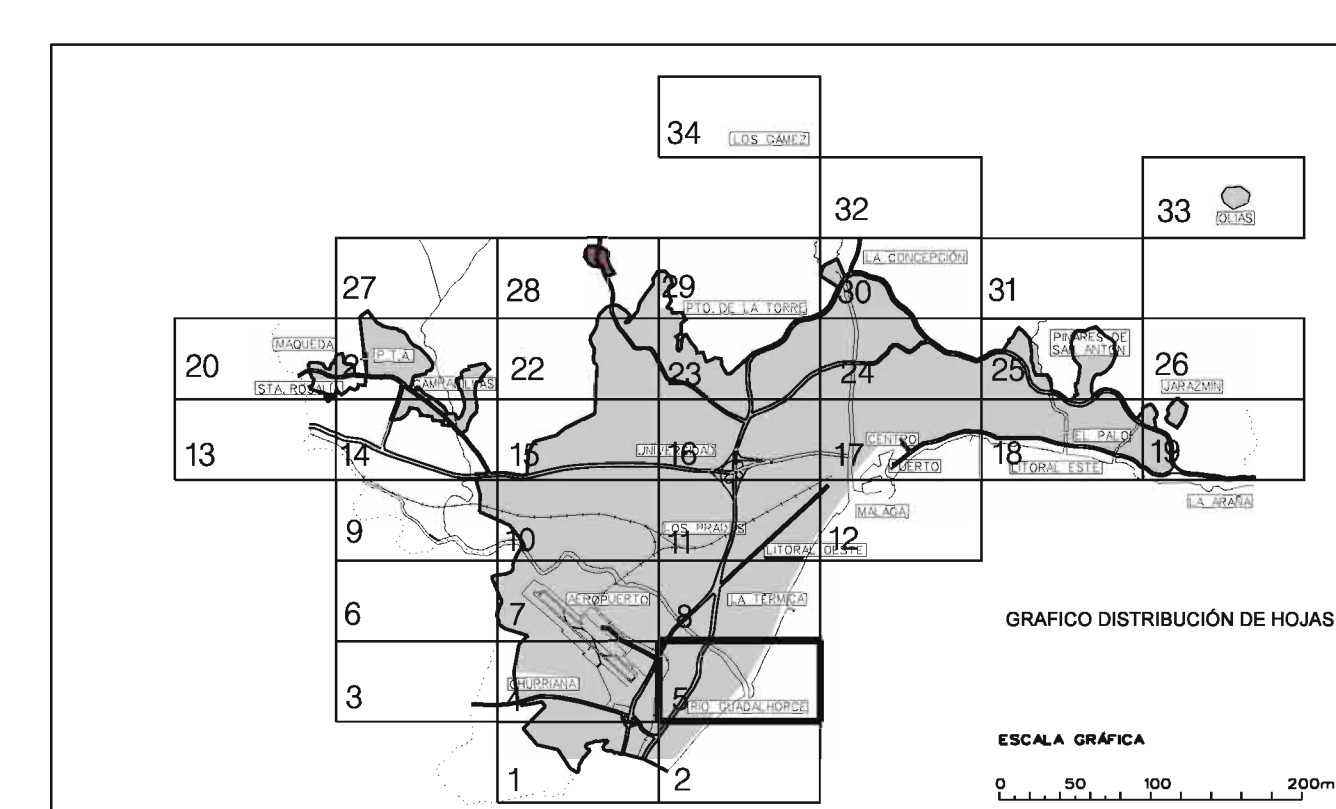 34 LOS GÁMEZ
32
33
OLIAS
LA CONCEPCIÓN
27
28
29
30
31
PTO. DE LA TORRE
MAQUEDA
P.T.A.
PINARES DE
SAN ANTÓN
20
22
23
24
25
26
STA. ROSALÍA
CAMPANILLAS
JARAZMIN
13
14
15
UNIVERSIDAD
16
17
CENTRO
PUERTO
18
EL PALO
LITORAL ESTE
19
LA ARAÑA
MALAGA
9
10
LOS PRADOS
11
12
LITORAL OESTE
6
7
AEROPUERTO
8
LA TÉRMICA
GRAFICO DISTRIBUCIÓN DE HOJAS
3
CHURRIANA
5
RIO GUADALHORCE
ESCALA GRÁFICA
1
2
0 50 100 200m